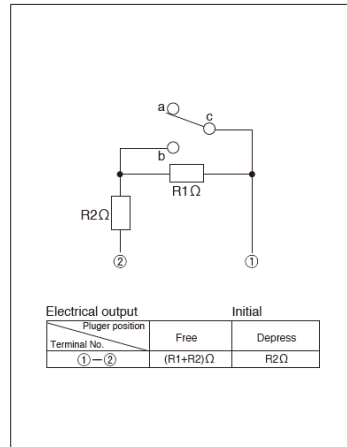 a
c
b
R1Ω
R2Ω
② ①
Electrical output Initial
Pluger position
Terminal No.
Free Depress
①—② (R1+R2)Ω R2Ω